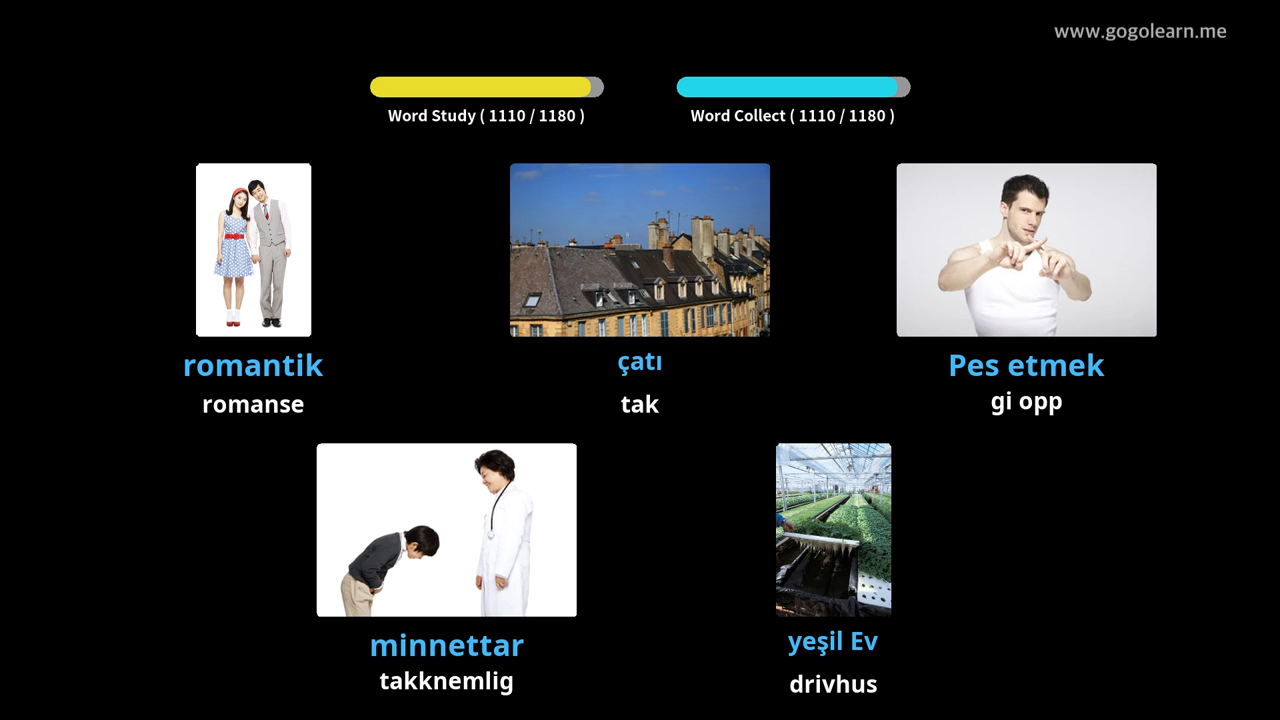 www.gogolearn.me
Word Study ( 1110 / 1180 )
Word Collect ( 1110 / 1180 )
romantik
romanse
çatı
tak
Pes etmek
gi opp
minnettar
takknemlig
yeşil Ev
drivhus